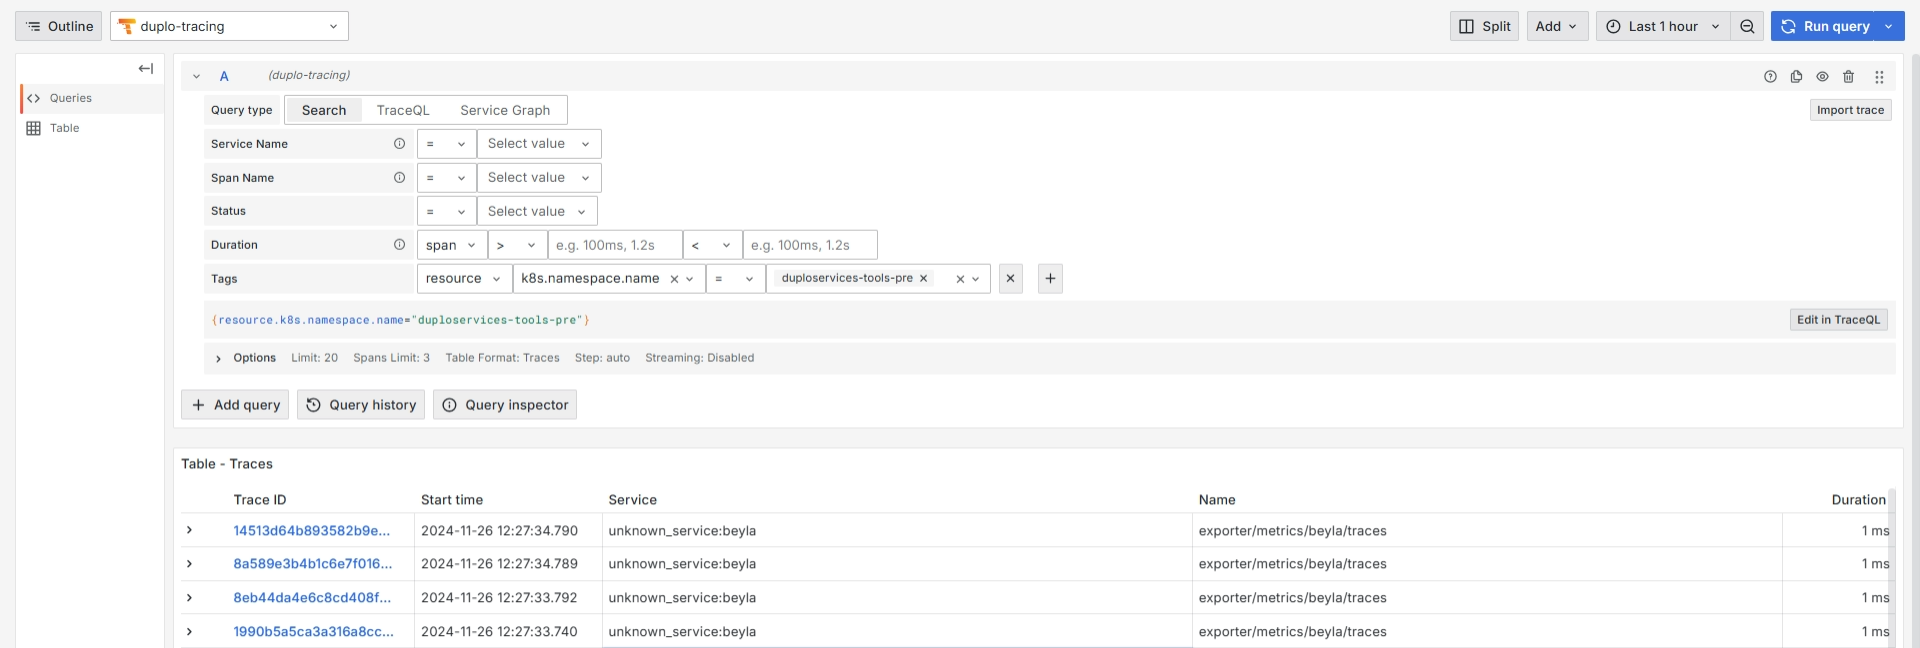 Outline duplo-tracing Split Add Last 1 hour Run query
A (duplo-tracing)
Queries
Table
Query type Search TraceQL Service Graph Import trace
Service Name = Select value
Span Name = Select value
Status = Select value
Duration span > e.g. 100ms, 1.2s < e.g. 100ms, 1.2s
Tags resource k8s.namespace.name = duploservices-tools-pre
{resource.k8s.namespace.name="duploservices-tools-pre"} Edit in TraceQL
Options Limit: 20 Spans Limit: 3 Table Format: Traces Step: auto Streaming: Disabled
Add query Query history Query inspector
Table - Traces
Trace ID Start time Service Name Duration
14513d64b893582b9e... 2024-11-26 12:27:34.790 unknown_service:beyla exporter/metrics/beyla/traces 1 ms
8a589e3b4b1c6e7f016... 2024-11-26 12:27:34.789 unknown_service:beyla exporter/metrics/beyla/traces 1 ms
8eb44da4e6c8cd408f... 2024-11-26 12:27:33.792 unknown_service:beyla exporter/metrics/beyla/traces 1 ms
1990b5a5ca3a316a8cc... 2024-11-26 12:27:33.740 unknown_service:beyla exporter/metrics/beyla/traces 1 ms